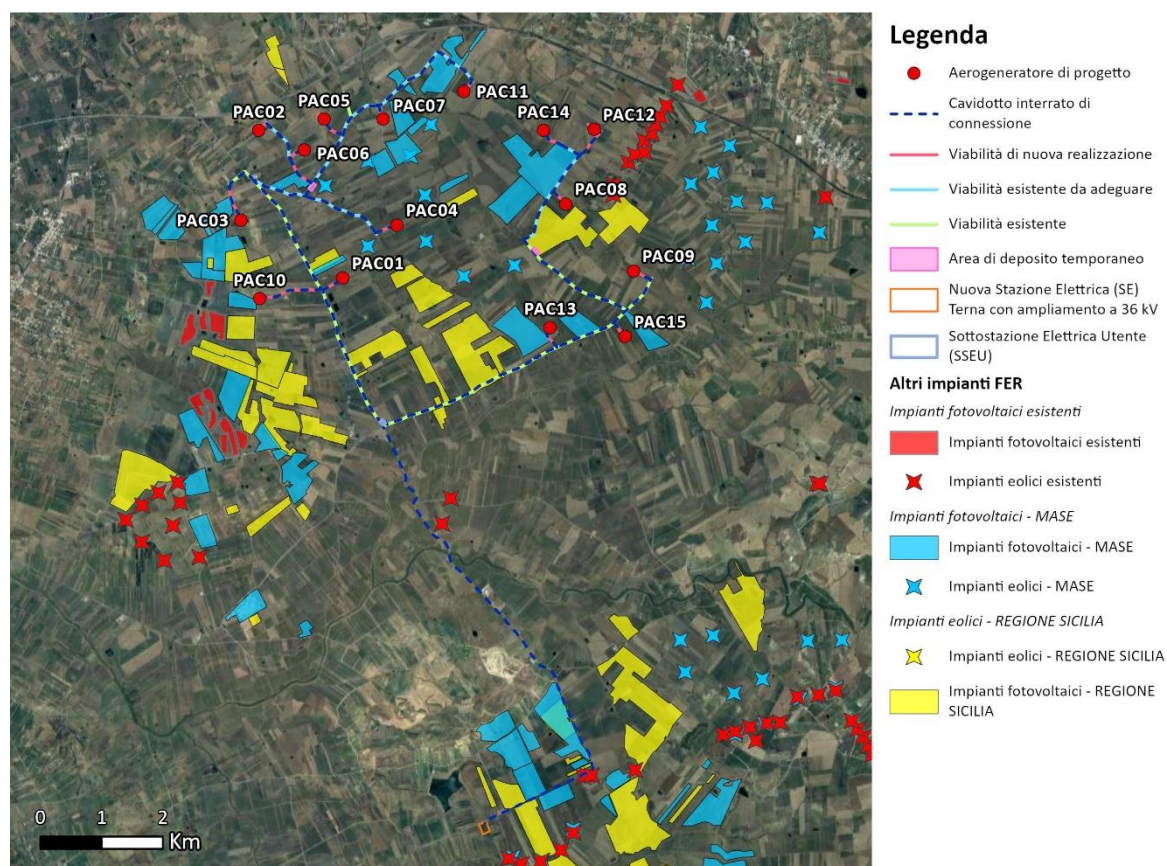 PAC02
PAC05
PAC07
PAC11
PAC14
PAC12
PAC06
PAC08
PAC03
PAC04
PAC09
PAC10
PAC01
PAC13
PAC15
0 1 2
Km
Legenda
Aerogeneratore di progetto
Cavidotto interrato di
connessione
Viabilità di nuova realizzazione
Viabilità esistente da adeguare
Viabilità esistente
Area di deposito temporaneo
Nuova Stazione Elettrica (SE)
Terna con ampliamento a 36 kV
Sottostazione Elettrica Utente
(SSEU)
Altri impianti FER
Impianti fotovoltaici esistenti
Impianti fotovoltaici esistenti
Impianti eolici esistenti
Impianti fotovoltaici - MASE
Impianti fotovoltaici - MASE
Impianti eolici - MASE
Impianti eolici - REGIONE SICILIA
Impianti eolici - REGIONE SICILIA
Impianti fotovoltaici - REGIONE
SICILIA